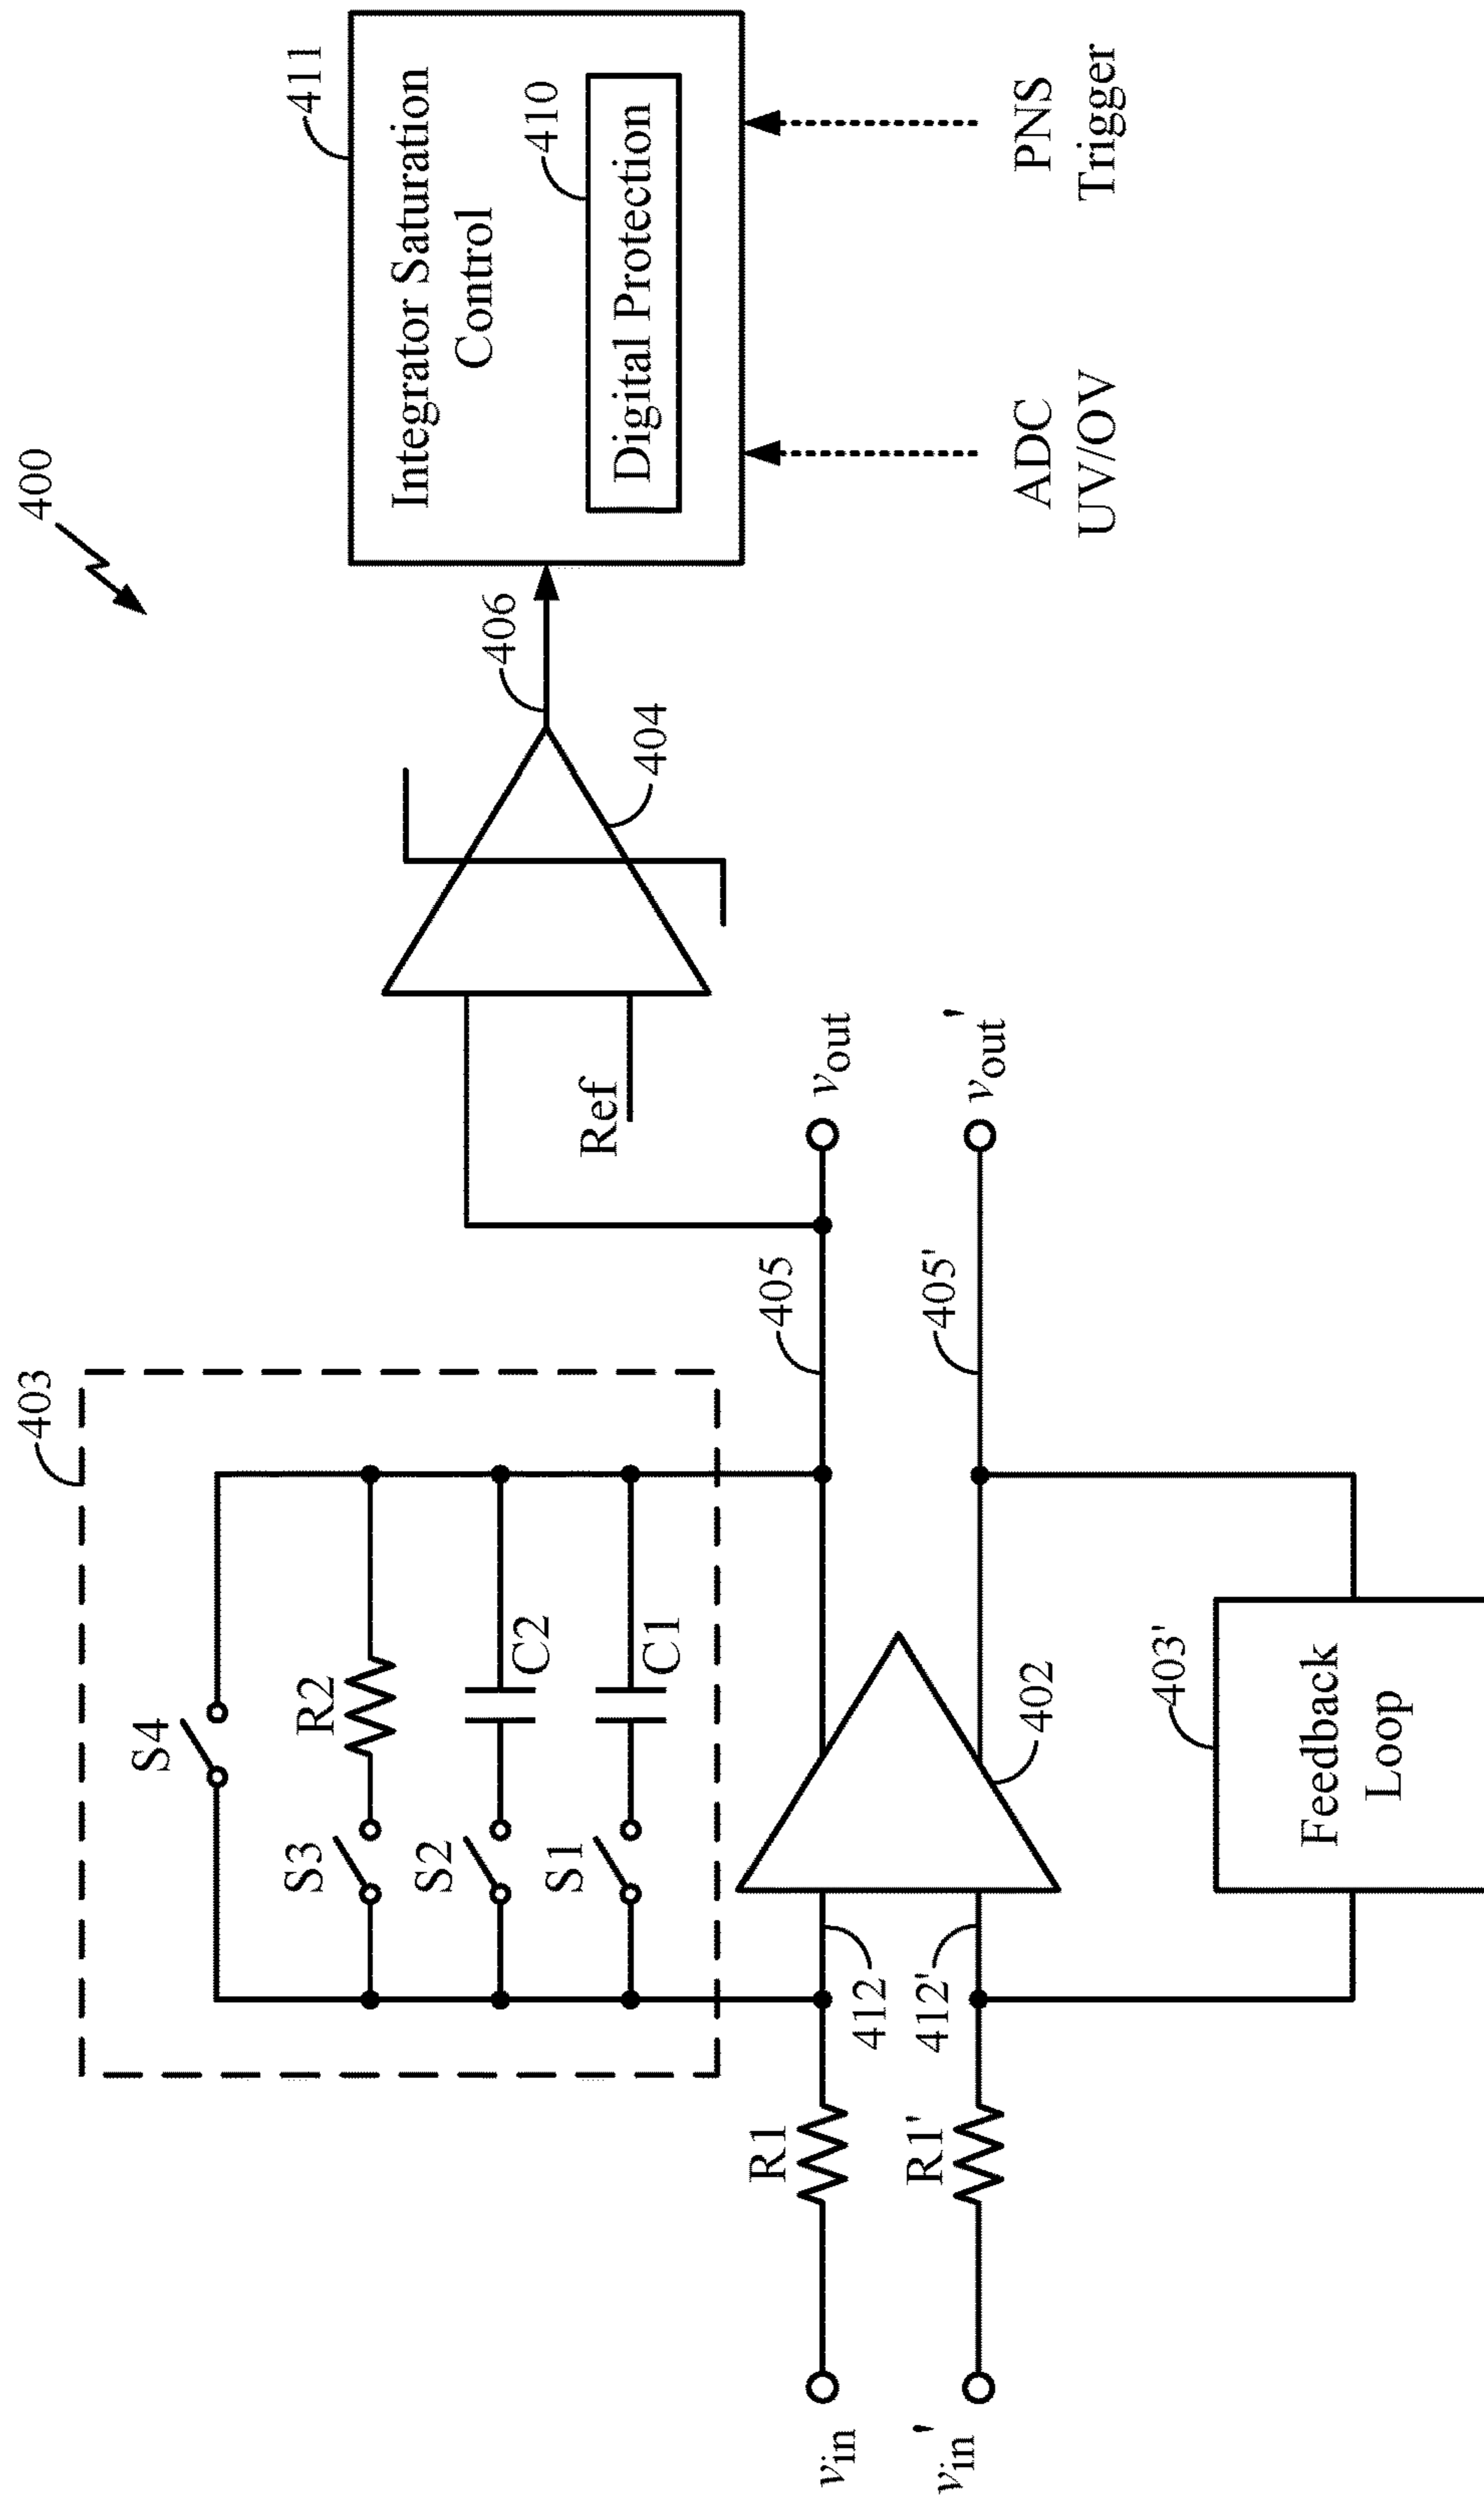 400
403
S4
S3
R2
S2
C2
S1
C1
R1
R1'
vin
vin'
412
412'
402
403'
Feedback
Loop
405
405'
vout
vout'
Ref
404
406
411
Integrator Saturation
Control
410
Digital Protection
ADC
UV/OV
PNS
Trigger